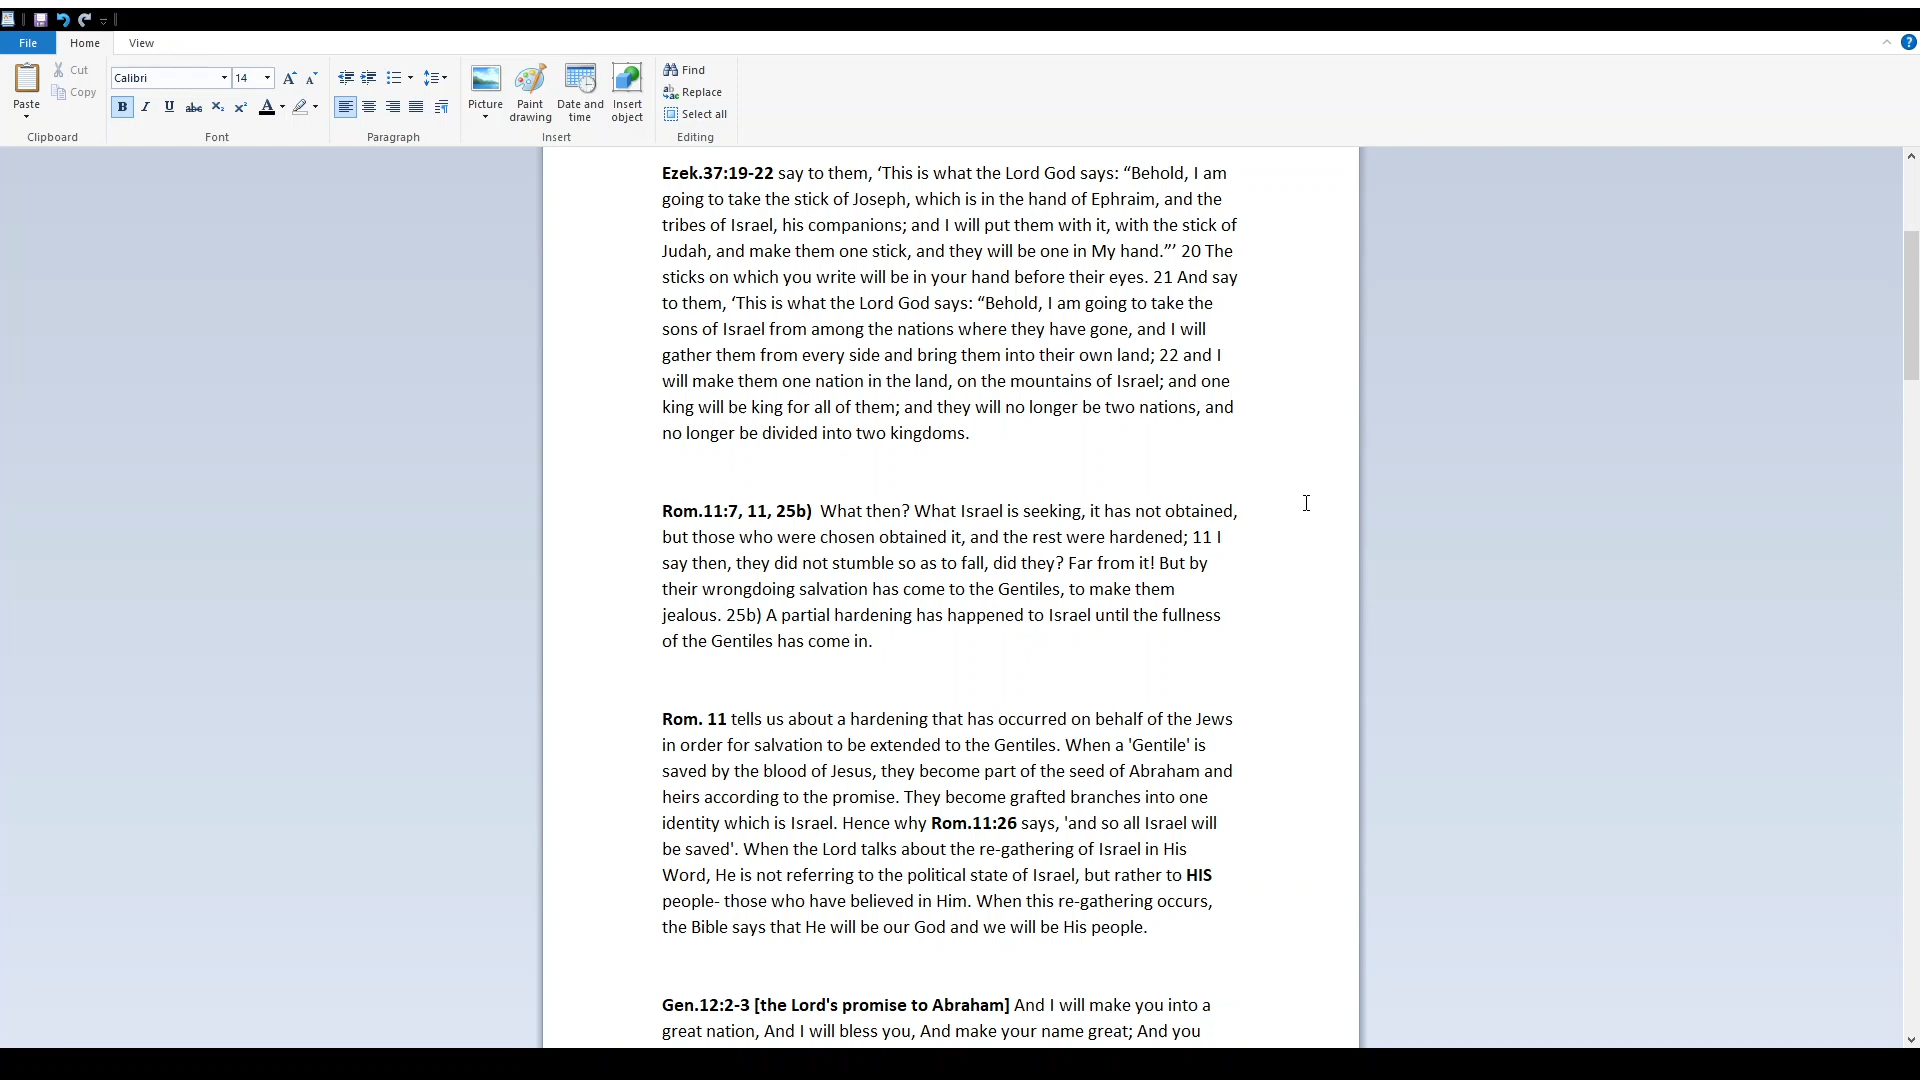 File Home View
Paste
Cut
Copy
Clipboard
Calibri 14
B I U abc X₂ X²
Font
Paragraph
Picture
Paint drawing
Date and time
Insert object
Insert
Find
Replace
Select all
Editing
Ezek.37:19-22 say to them, ‘This is what the Lord God says: “Behold, I am
going to take the stick of Joseph, which is in the hand of Ephraim, and the
tribes of Israel, his companions; and I will put them with it, with the stick of
Judah, and make them one stick, and they will be one in My hand.”’ 20 The
sticks on which you write will be in your hand before their eyes. 21 And say
to them, ‘This is what the Lord God says: “Behold, I am going to take the
sons of Israel from among the nations where they have gone, and I will
gather them from every side and bring them into their own land; 22 and I
will make them one nation in the land, on the mountains of Israel; and one
king will be king for all of them; and they will no longer be two nations, and
no longer be divided into two kingdoms.
Rom.11:7, 11, 25b)  What then? What Israel is seeking, it has not obtained,
but those who were chosen obtained it, and the rest were hardened; 11 I
say then, they did not stumble so as to fall, did they? Far from it! But by
their wrongdoing salvation has come to the Gentiles, to make them
jealous. 25b) A partial hardening has happened to Israel until the fullness
of the Gentiles has come in.
Rom. 11 tells us about a hardening that has occurred on behalf of the Jews
in order for salvation to be extended to the Gentiles. When a 'Gentile' is
saved by the blood of Jesus, they become part of the seed of Abraham and
heirs according to the promise. They become grafted branches into one
identity which is Israel. Hence why Rom.11:26 says, 'and so all Israel will
be saved'. When the Lord talks about the re-gathering of Israel in His
Word, He is not referring to the political state of Israel, but rather to HIS
people- those who have believed in Him. When this re-gathering occurs,
the Bible says that He will be our God and we will be His people.
Gen.12:2-3 [the Lord's promise to Abraham] And I will make you into a
great nation, And I will bless you, And make your name great; And you